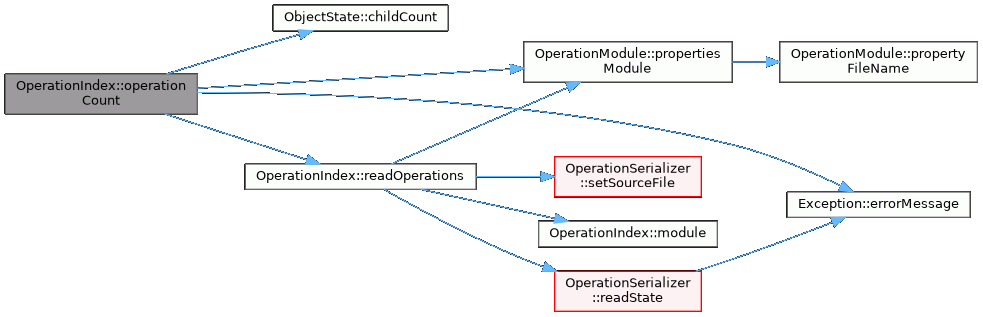 ObjectState::childCount
OperationModule::properties
Module
OperationModule::property
FileName
OperationIndex::operation
Count
OperationIndex::readOperations
OperationSerializer
::setSourceFile
Exception::errorMessage
OperationIndex::module
OperationSerializer
::readState